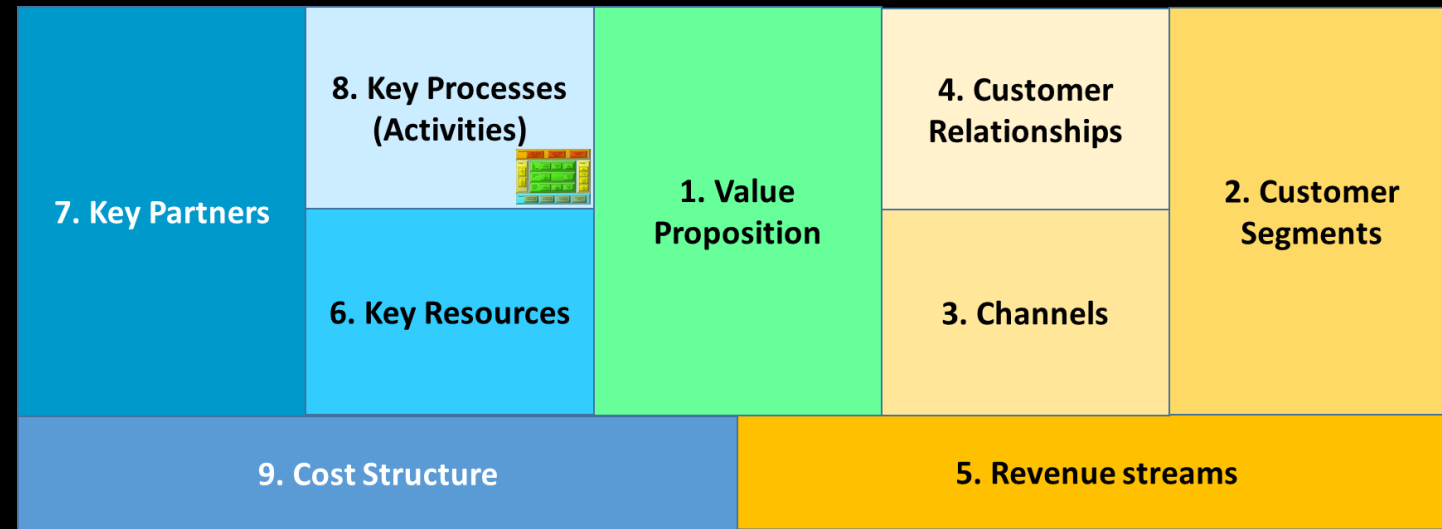 7. Key Partners
8. Key Processes
(Activities)
6. Key Resources
1. Value
Proposition
4. Customer
Relationships
3. Channels
2. Customer
Segments
9. Cost Structure
5. Revenue streams